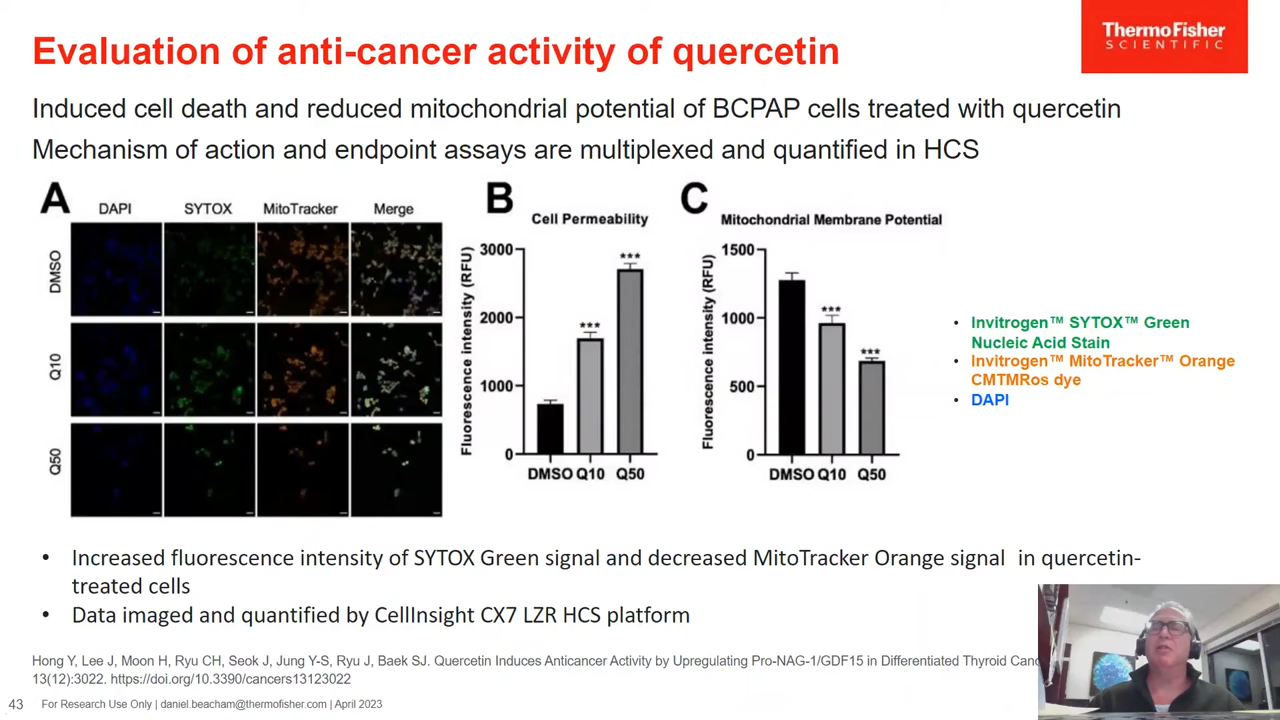 Evaluation of anti-cancer activity of quercetin
ThermoFisher
SCIENTIFIC
Induced cell death and reduced mitochondrial potential of BCPAP cells treated with quercetin
Mechanism of action and endpoint assays are multiplexed and quantified in HCS
A
DAPI SYTOX MitoTracker Merge
DMSO
Q10
Q50
B
Cell Permeability
Fluorescence intensity (RFU)
3000
2000
1000
0
***
***
DMSO Q10 Q50
C
Mitochondrial Membrane Potential
Fluorescence intensity (RFU)
1500
1000
500
0
***
***
DMSO Q10 Q50
• Invitrogen™ SYTOX™ Green
Nucleic Acid Stain
• Invitrogen™ MitoTracker™ Orange
CMTMRos dye
• DAPI
• Increased fluorescence intensity of SYTOX Green signal and decreased MitoTracker Orange signal in quercetin-
treated cells
• Data imaged and quantified by CellInsight CX7 LZR HCS platform
Hong Y, Lee J, Moon H, Ryu CH, Seok J, Jung Y-S, Ryu J, Baek SJ. Quercetin Induces Anticancer Activity by Upregulating Pro-NAG-1/GDF15 in Differentiated Thyroid
13(12):3022. https://doi.org/10.3390/cancers13123022
43 For Research Use Only | daniel.beacham@thermofisher.com | April 2023